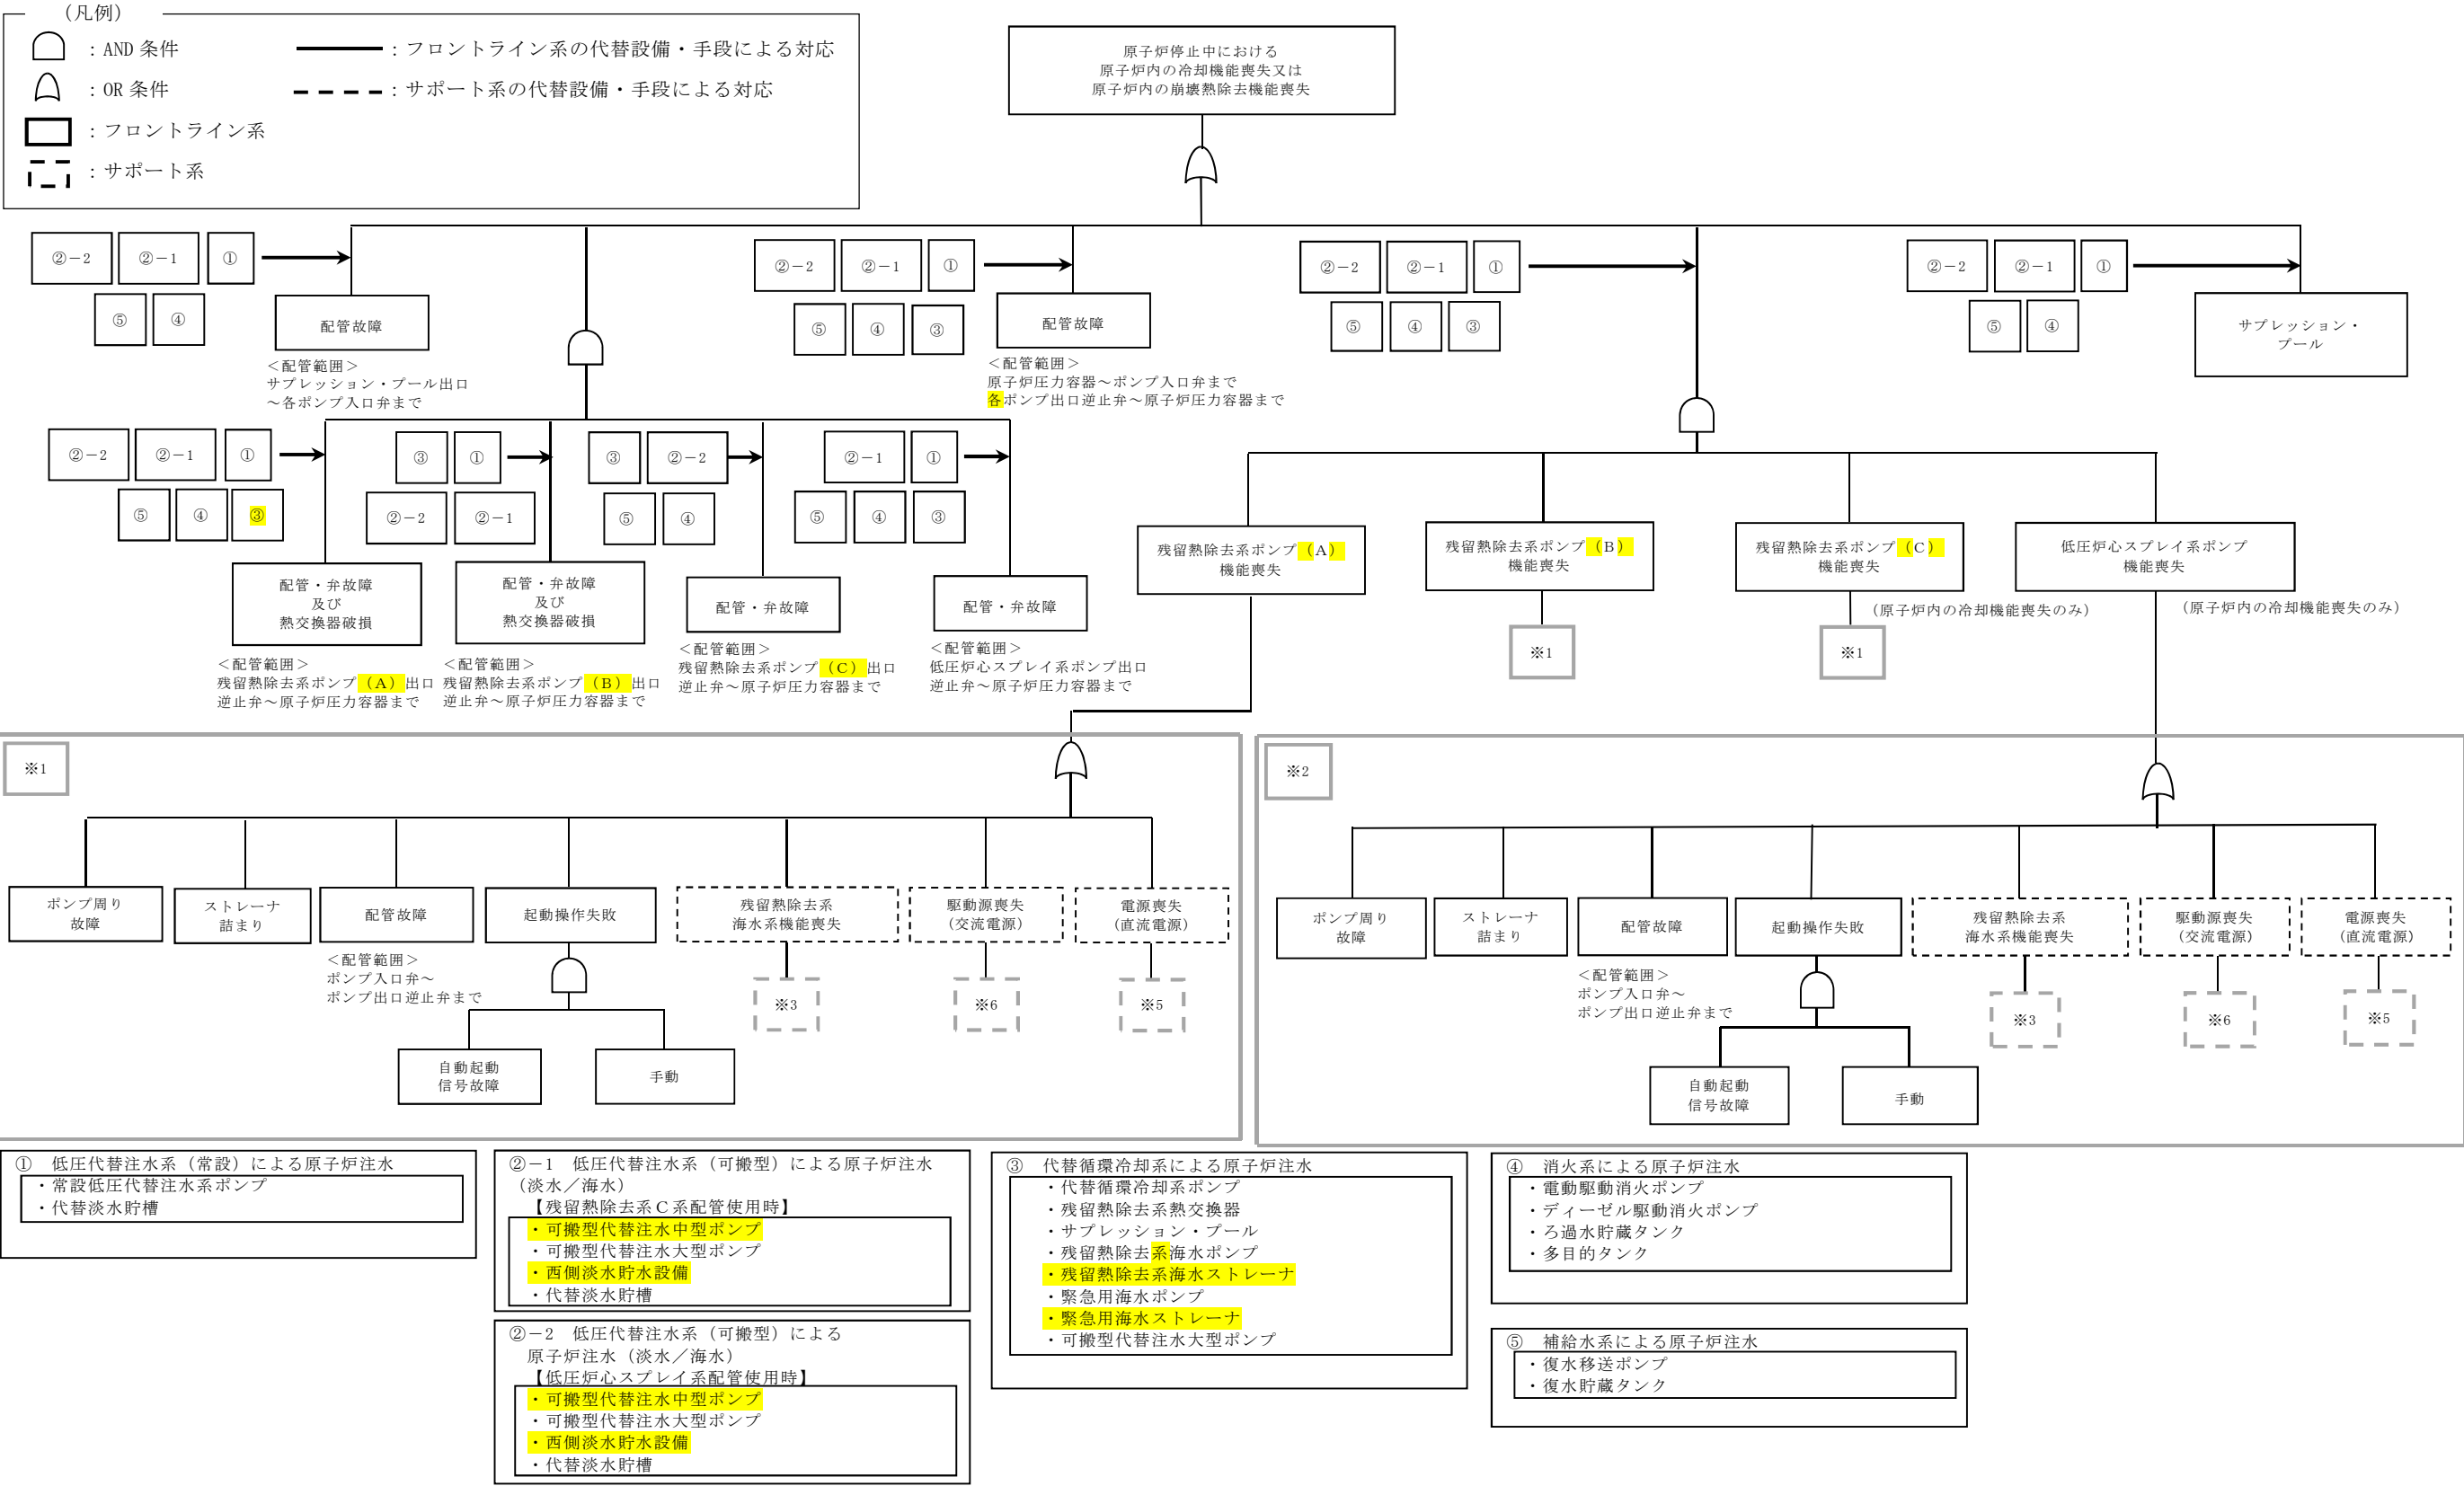 （凡例）
：AND 条件
：フロントライン系の代替設備・手段による対応
：OR 条件
：サポート系の代替設備・手段による対応
：フロントライン系
：サポート系
原子炉停止中における
原子炉内の冷却機能喪失又は
原子炉内の崩壊熱除去機能喪失
②－2
②－1
①
⑤
④
配管故障
＜配管範囲＞
サプレッション・プール出口
～各ポンプ入口弁まで
②－2
②－1
①
⑤
④
③
配管故障
＜配管範囲＞
原子炉圧力容器～ポンプ入口弁まで
各ポンプ出口逆止弁～原子炉圧力容器まで
②－2
②－1
①
⑤
④
③
②－2
②－1
①
⑤
④
サプレッション・
プール
②－2
②－1
①
⑤
④
③
配管・弁故障
及び
熱交換器破損
＜配管範囲＞
残留熱除去系ポンプ（A）出口
逆止弁～原子炉圧力容器まで
③
①
②－2
②－1
配管・弁故障
及び
熱交換器破損
＜配管範囲＞
残留熱除去系ポンプ（B）出口
逆止弁～原子炉圧力容器まで
③
②－2
⑤
④
配管・弁故障
＜配管範囲＞
残留熱除去系ポンプ（C）出口
逆止弁～原子炉圧力容器まで
②－1
①
⑤
④
③
配管・弁故障
＜配管範囲＞
低圧炉心スプレイ系ポンプ出口
逆止弁～原子炉圧力容器まで
残留熱除去系ポンプ（A）
機能喪失
残留熱除去系ポンプ（B）
機能喪失
※1
残留熱除去系ポンプ（C）
機能喪失
（原子炉内の冷却機能喪失のみ）
※1
低圧炉心スプレイ系ポンプ
機能喪失
（原子炉内の冷却機能喪失のみ）
※1
ポンプ周り
故障
ストレーナ
詰まり
配管故障
＜配管範囲＞
ポンプ入口弁～
ポンプ出口逆止弁まで
起動操作失敗
自動起動
信号故障
手動
残留熱除去系
海水系機能喪失
※3
駆動源喪失
（交流電源）
※6
電源喪失
（直流電源）
※5
※2
ポンプ周り
故障
ストレーナ
詰まり
配管故障
＜配管範囲＞
ポンプ入口弁～
ポンプ出口逆止弁まで
起動操作失敗
自動起動
信号故障
手動
残留熱除去系
海水系機能喪失
※3
駆動源喪失
（交流電源）
※6
電源喪失
（直流電源）
※5
①　低圧代替注水系（常設）による原子炉注水
・常設低圧代替注水系ポンプ
・代替淡水貯槽
②－1　低圧代替注水系（可搬型）による原子炉注水
（淡水／海水）
【残留熱除去系Ｃ系配管使用時】
・可搬型代替注水中型ポンプ
・可搬型代替注水大型ポンプ
・西側淡水貯水設備
・代替淡水貯槽
②－2　低圧代替注水系（可搬型）による
原子炉注水（淡水／海水）
【低圧炉心スプレイ系配管使用時】
・可搬型代替注水中型ポンプ
・可搬型代替注水大型ポンプ
・西側淡水貯水設備
・代替淡水貯槽
③　代替循環冷却系による原子炉注水
・代替循環冷却系ポンプ
・残留熱除去系熱交換器
・サプレッション・プール
・残留熱除去系海水ポンプ
・残留熱除去系海水ストレーナ
・緊急用海水ポンプ
・緊急用海水ストレーナ
・可搬型代替注水大型ポンプ
④　消火系による原子炉注水
・電動駆動消火ポンプ
・ディーゼル駆動消火ポンプ
・ろ過水貯蔵タンク
・多目的タンク
⑤　補給水系による原子炉注水
・復水移送ポンプ
・復水貯蔵タンク